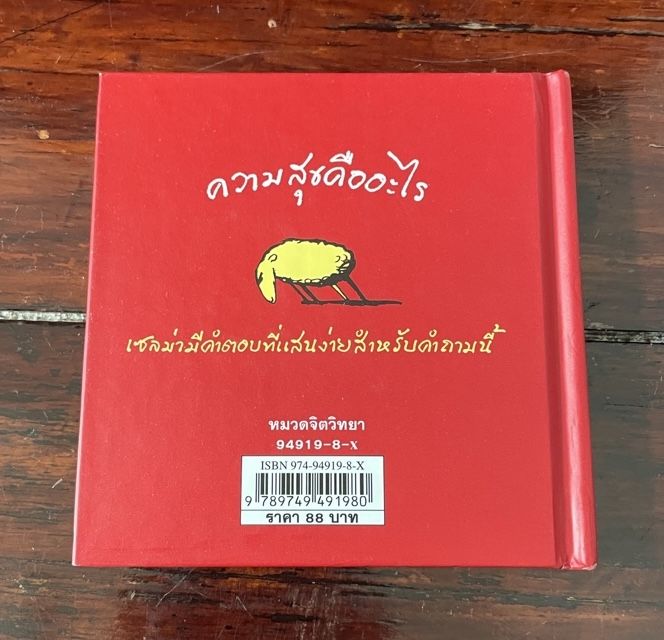 ความสุขคืออะไร
เซลม่ามีคำตอบที่แสนง่ายสำหรับคำถามนี้
หมวดจิตวิทยา
94919-8-X
ISBN 974-94919-8-X
9 789749 491980
ราคา 88 บาท